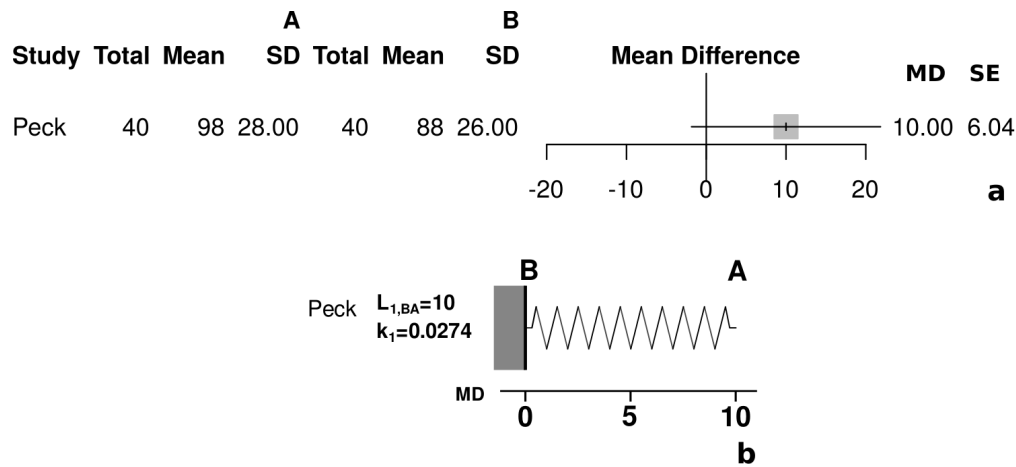 A B
Study Total Mean SD Total Mean SD Mean Difference MD SE
Peck 40 98 28.00 40 88 26.00 10.00 6.04
-20 -10 0 10 20
a
B A
Peck L1,BA=10
k1=0.0274
MD
0 5 10
b